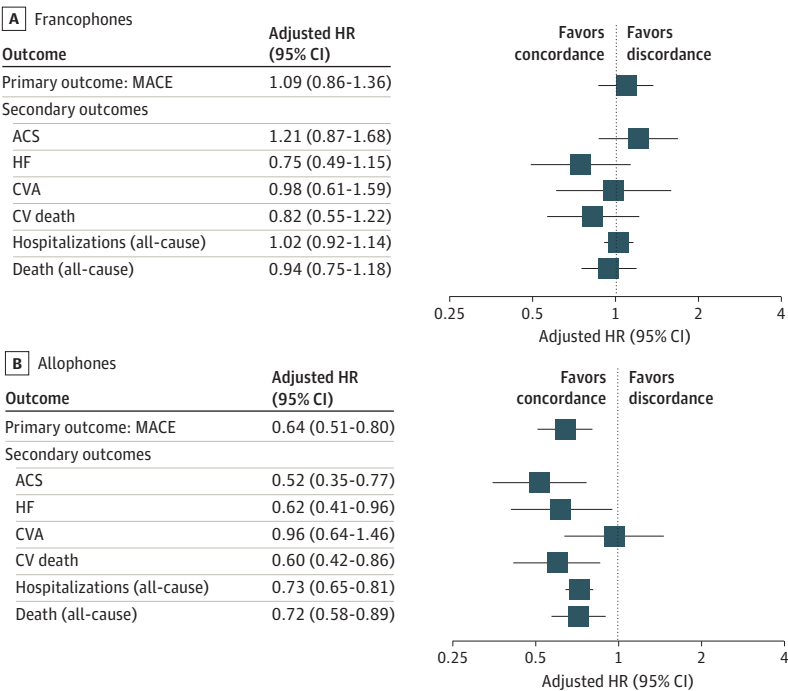 A Francophones
Outcome Adjusted HR (95% CI) Favors concordance Favors discordance
Primary outcome: MACE 1.09 (0.86-1.36)
Secondary outcomes
ACS 1.21 (0.87-1.68)
HF 0.75 (0.49-1.15)
CVA 0.98 (0.61-1.59)
CV death 0.82 (0.55-1.22)
Hospitalizations (all-cause) 1.02 (0.92-1.14)
Death (all-cause) 0.94 (0.75-1.18)
0.25 0.5 1 2 4
Adjusted HR (95% CI)
B Allophones
Outcome Adjusted HR (95% CI) Favors concordance Favors discordance
Primary outcome: MACE 0.64 (0.51-0.80)
Secondary outcomes
ACS 0.52 (0.35-0.77)
HF 0.62 (0.41-0.96)
CVA 0.96 (0.64-1.46)
CV death 0.60 (0.42-0.86)
Hospitalizations (all-cause) 0.73 (0.65-0.81)
Death (all-cause) 0.72 (0.58-0.89)
0.25 0.5 1 2 4
Adjusted HR (95% CI)